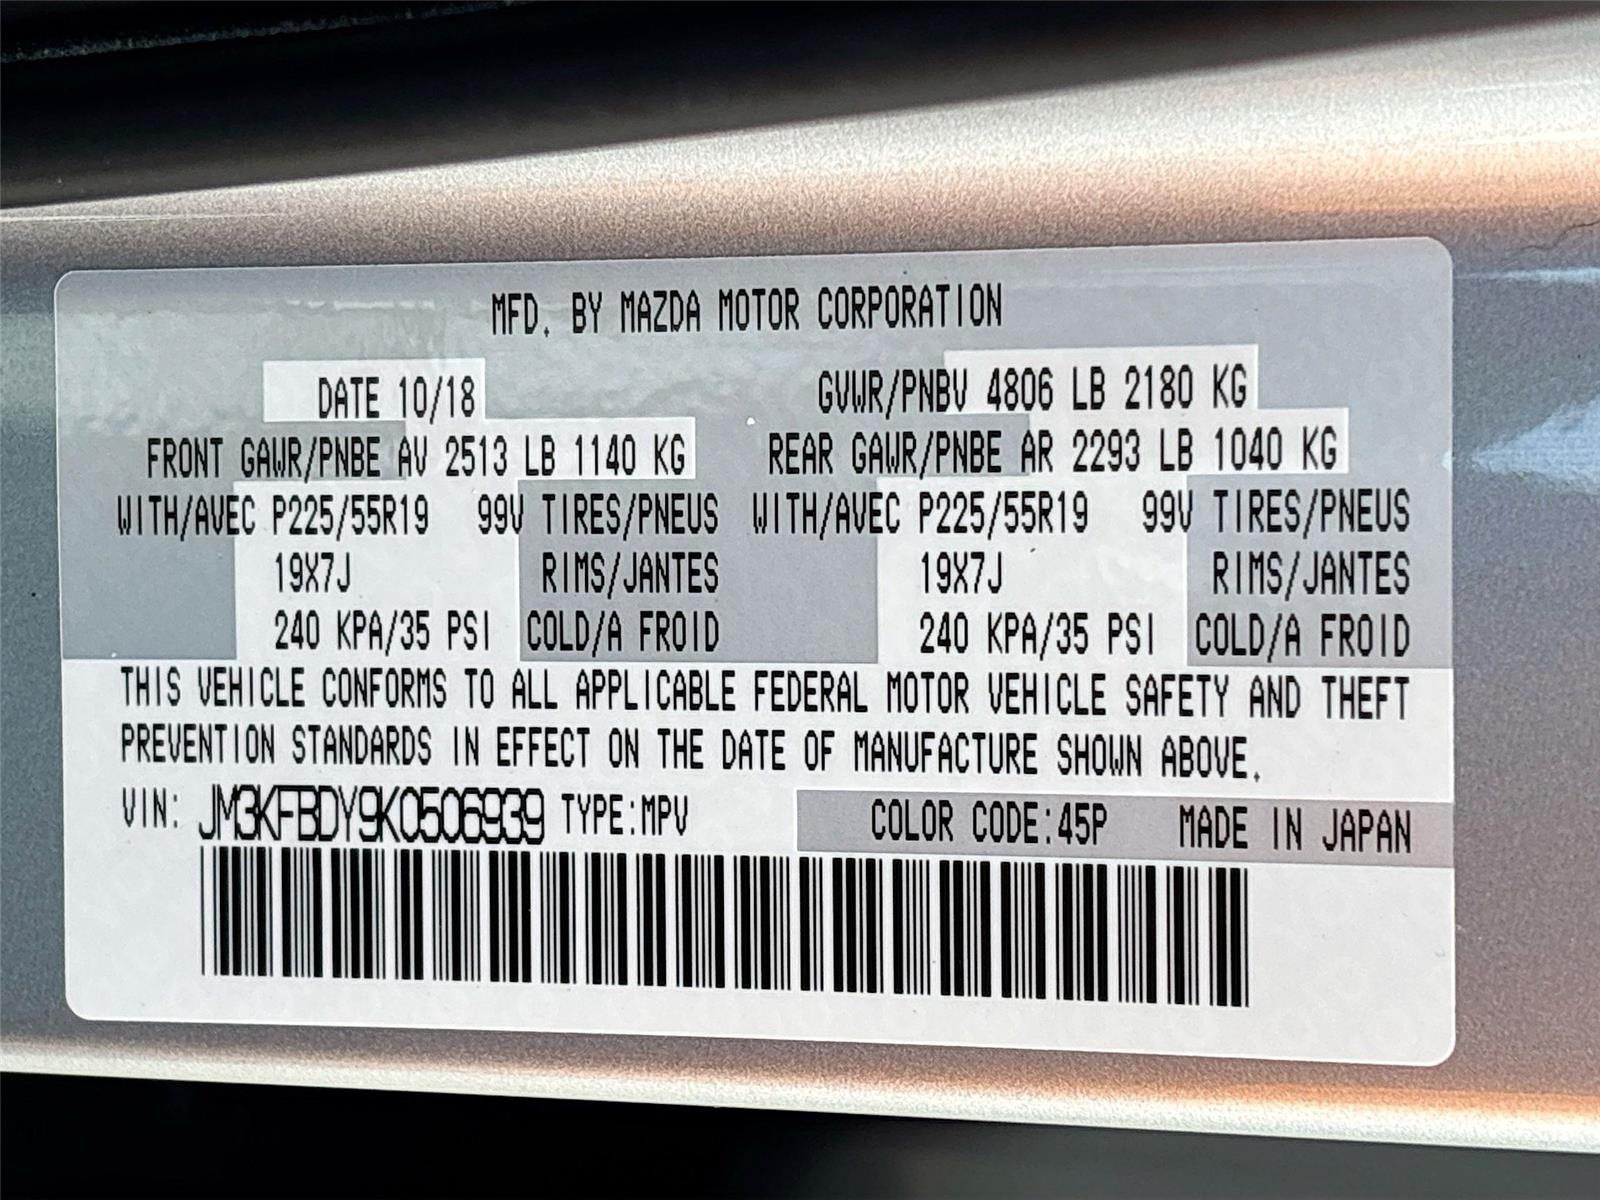 MFD. BY MAZDA MOTOR CORPORATION
DATE 10/18 GVWR/PNBV 4806 LB 2180 KG
FRONT GAWR/PNBE AV 2513 LB 1140 KG REAR GAWR/PNBE AR 2293 LB 1040 KG
WITH/AVEC P225/55R19 99V TIRES/PNEUS WITH/AVEC P225/55R19 99V TIRES/PNEUS
19X7J RIMS/JANTES 19X7J RIMS/JANTES
240 KPA/35 PSI COLD/A FROID 240 KPA/35 PSI COLD/A FROID
THIS VEHICLE CONFORMS TO ALL APPLICABLE FEDERAL MOTOR VEHICLE SAFETY AND THEFT
PREVENTION STANDARDS IN EFFECT ON THE DATE OF MANUFACTURE SHOWN ABOVE.
VIN: JM3KFBDY9K0506939 TYPE:MPV COLOR CODE:45P MADE IN JAPAN